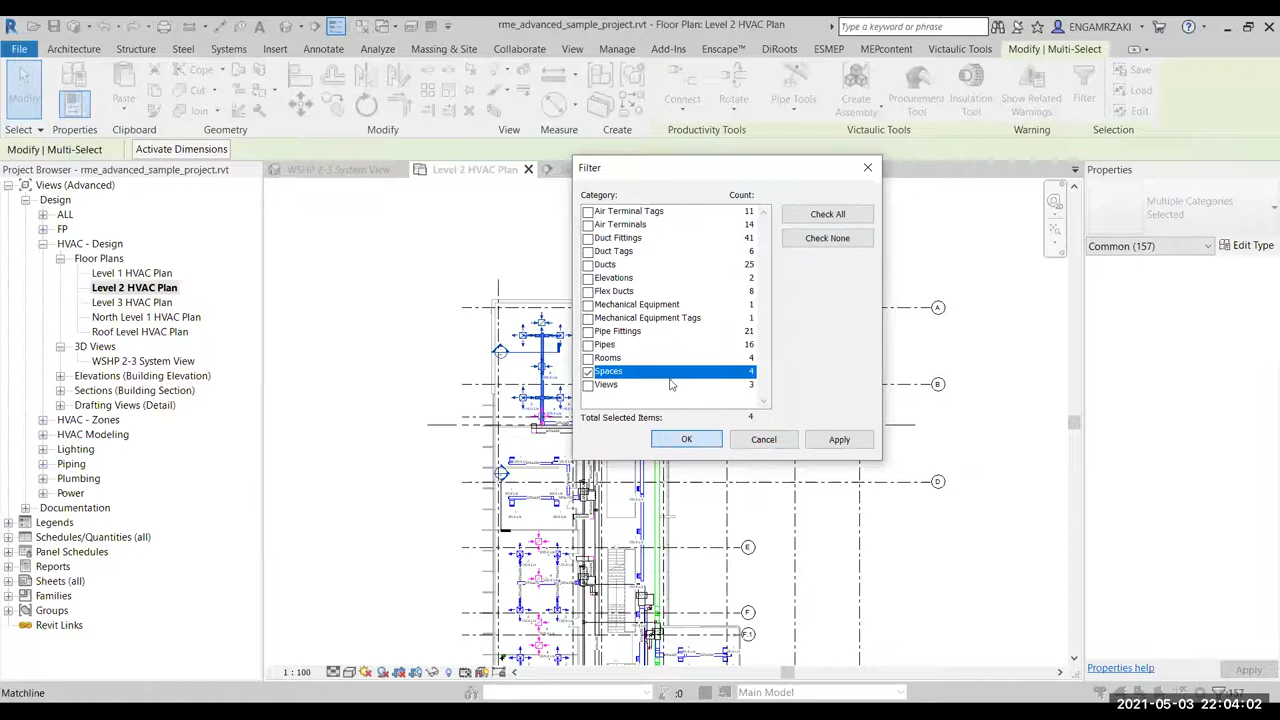 rme_advanced_sample_project.rvt - Floor Plan: Level 2 HVAC Plan
Type a keyword or phrase
ENGAMRZAKI
File Architecture Structure Steel Systems Insert Annotate Analyze Massing & Site Collaborate View Manage Add-Ins Enscape™ DiRoots ESMEP MEPcontent Victaulic Tools Modify | Multi-Select
Modify
Paste
Cope
Cut
Join
Connect
Rotate
Pipe Tools
Create Assembly
Procurement Tool
Insulation Tool
Show Related Warnings
Filter
Save
Load
Edit
Select Properties Clipboard Geometry Modify View Measure Create Productivity Tools Victaulic Tools Warning Selection
Modify | Multi-Select Activate Dimensions
Project Browser - rme_advanced_sample_project.rvt
Views (Advanced)
Design
ALL
FP
HVAC - Design
Floor Plans
Level 1 HVAC Plan
Level 2 HVAC Plan
Level 3 HVAC Plan
North Level 1 HVAC Plan
Roof Level HVAC Plan
3D Views
WSHP 2-3 System View
Elevations (Building Elevation)
Sections (Building Section)
Drafting Views (Detail)
HVAC - Zones
HVAC Modeling
Lighting
Piping
Plumbing
Power
Documentation
Legends
Schedules/Quantities (all)
Panel Schedules
Reports
Sheets (all)
Families
Groups
Revit Links
WSHP 2-3 System View
Level 2 HVAC Plan
Filter
Category: Count:
Air Terminal Tags 11
Air Terminals 14
Duct Fittings 41
Duct Tags 6
Ducts 25
Elevations 2
Flex Ducts 8
Mechanical Equipment 1
Mechanical Equipment Tags 1
Pipe Fittings 21
Pipes 16
Rooms 4
Spaces 4
Views 3
Total Selected Items: 4
Check All
Check None
OK Cancel Apply
A
B
D
E
F
F.1
Properties
Multiple Categories Selected
Common (157) Edit Type
Properties help Apply
1 : 100
Matchline
:0
Main Model
:157
2021-05-03 22:04:02